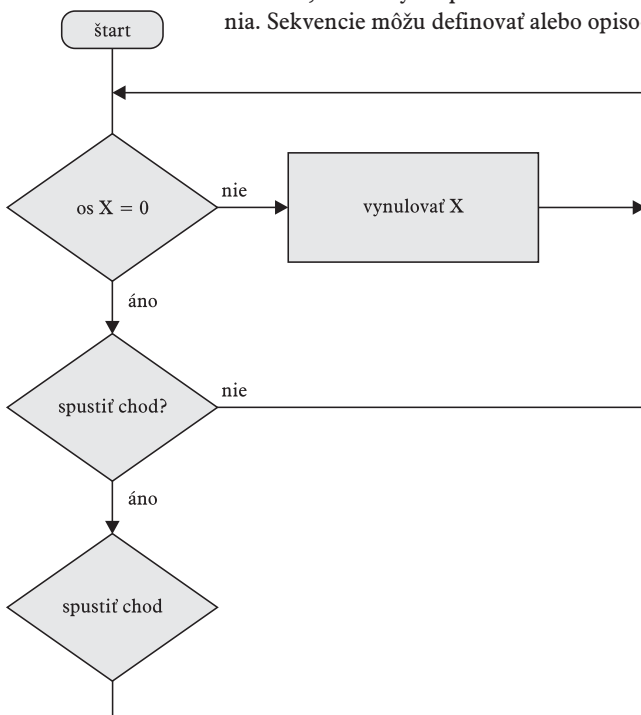 nia. Sekvencie môžu definovať alebo opiso
štart
os X = 0
nie
vynulovať X
áno
spustiť chod?
nie
áno
spustiť chod